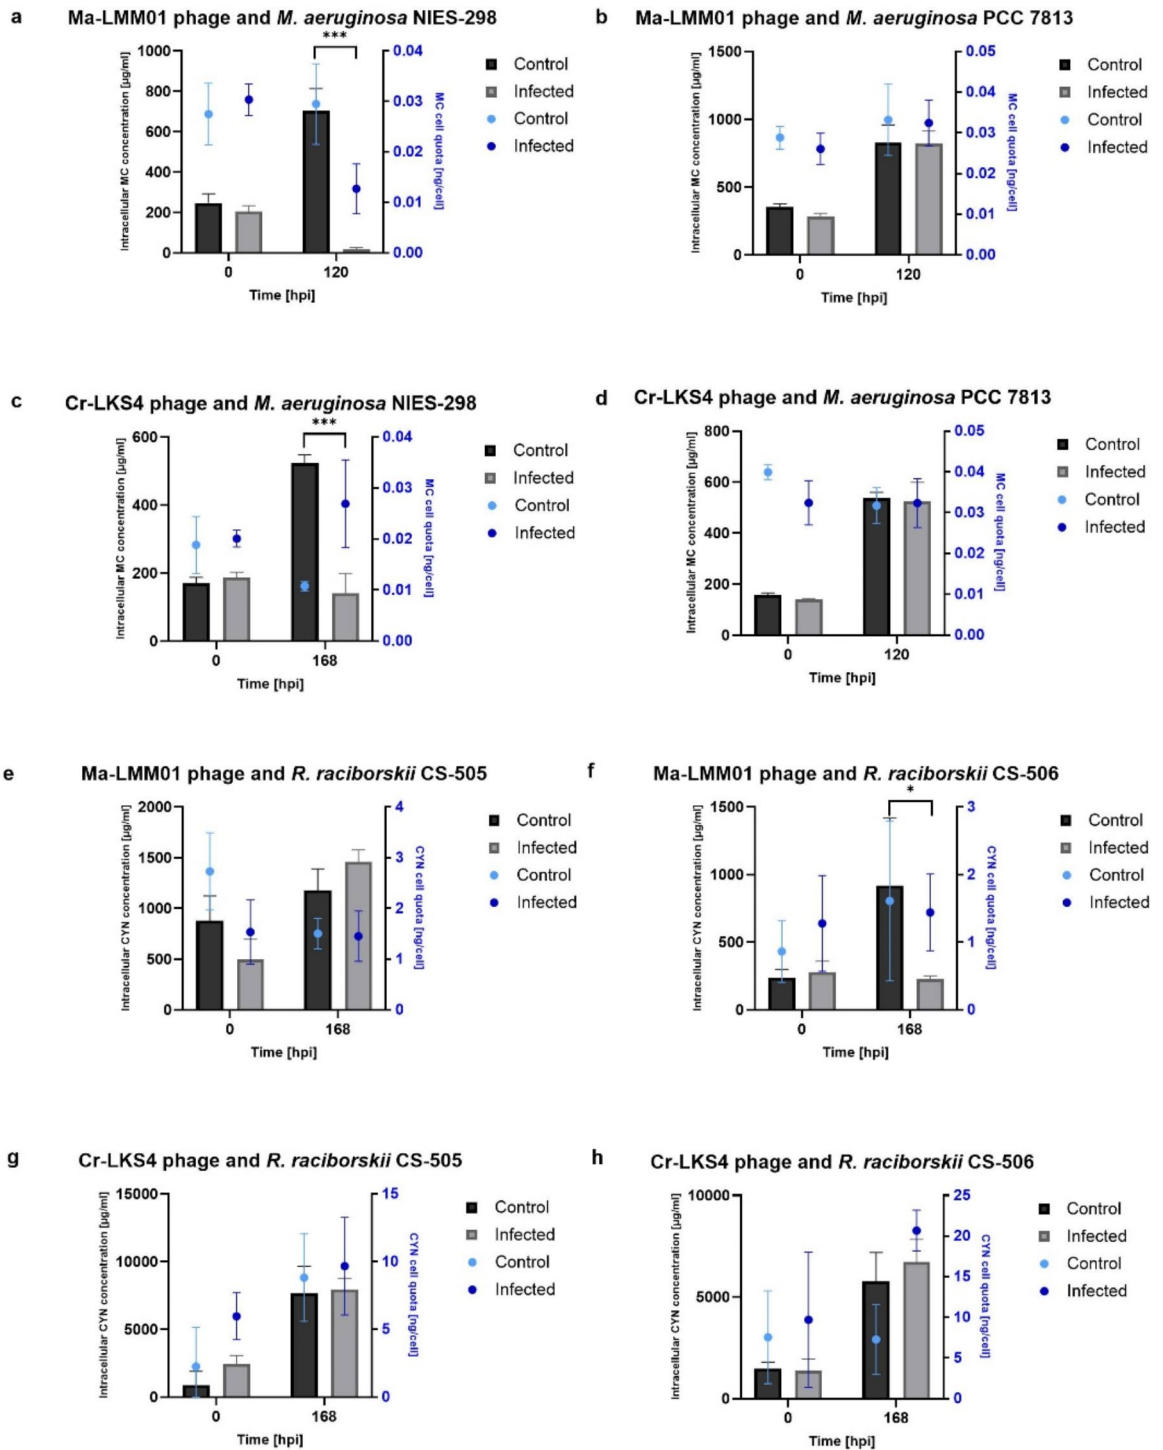 a
Ma-LMM01 phage and M. aeruginosa NIES-298
***
Intracellular MC concentration [µg/ml]
1000
800
600
400
200
0
0.04
0.03
0.02
0.01
0.00
MC cell quota [ng/cell]
0
120
Time [hpi]
Control
Infected
Control
Infected
b
Ma-LMM01 phage and M. aeruginosa PCC 7813
Intracellular MC concentration [µg/ml]
1500
1000
500
0
0.05
0.04
0.03
0.02
0.01
0.00
MC cell quota [ng/cell]
0
120
Time [hpi]
Control
Infected
Control
Infected
c
Cr-LKS4 phage and M. aeruginosa NIES-298
***
Intracellular MC concentration [µg/ml]
600
400
200
0
0.04
0.03
0.02
0.01
0.00
MC cell quota [ng/cell]
0
168
Time [hpi]
Control
Infected
Control
Infected
d
Cr-LKS4 phage and M. aeruginosa PCC 7813
Intracellular MC concentration [µg/ml]
800
600
400
200
0
0.05
0.04
0.03
0.02
0.01
0.00
MC cell quota [ng/cell]
0
120
Time [hpi]
Control
Infected
Control
Infected
e
Ma-LMM01 phage and R. raciborskii CS-505
Intracellular CYN concentration [µg/ml]
2000
1500
1000
500
0
4
3
2
1
0
CYN cell quota [ng/cell]
0
168
Time [hpi]
Control
Infected
Control
Infected
f
Ma-LMM01 phage and R. raciborskii CS-506
*
Intracellular CYN concentration [µg/ml]
1500
1000
500
0
3
2
1
0
CYN cell quota [ng/cell]
0
168
Time [hpi]
Control
Infected
Control
Infected
g
Cr-LKS4 phage and R. raciborskii CS-505
Intracellular CYN concentration [µg/ml]
15000
10000
5000
0
15
10
5
0
CYN cell quota [ng/cell]
0
168
Time [hpi]
Control
Infected
Control
Infected
h
Cr-LKS4 phage and R. raciborskii CS-506
Intracellular CYN concentration [µg/ml]
10000
5000
0
25
20
15
10
5
0
CYN cell quota [ng/cell]
0
168
Time [hpi]
Control
Infected
Control
Infected